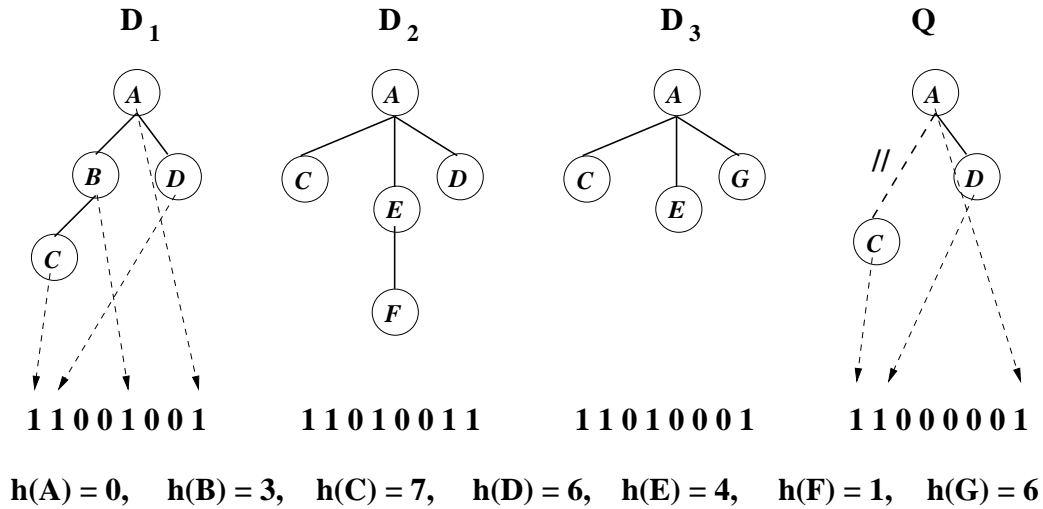 D1 D2 D3 Q
A A A A
//
B D C D C G D
E E
C C
F
1 1 0 0 1 0 0 1 1 1 0 1 0 0 1 1 1 1 0 1 0 0 0 1 1 1 0 0 0 0 0 1
h(A) = 0, h(B) = 3, h(C) = 7, h(D) = 6, h(E) = 4, h(F) = 1, h(G) = 6